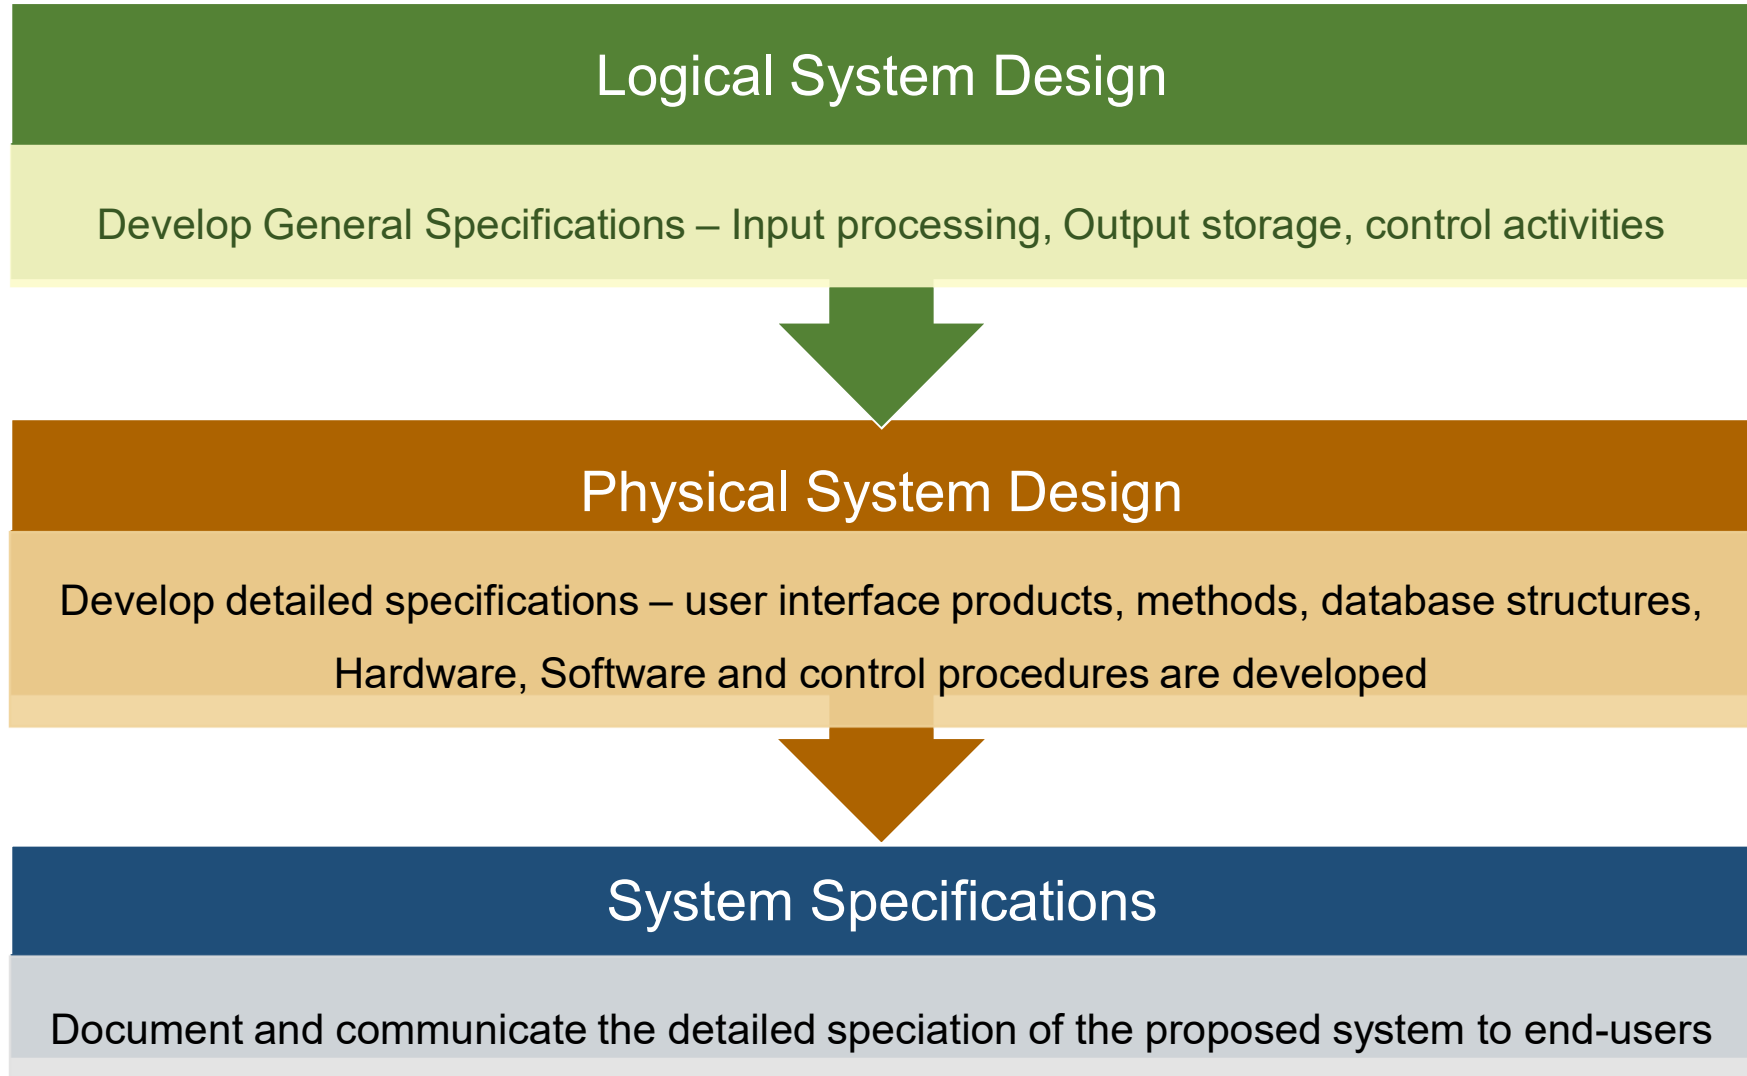 Logical System Design
Develop General Specifications – Input processing, Output storage, control activities
Physical System Design
Develop detailed specifications – user interface products, methods, database structures,
Hardware, Software and control procedures are developed
System Specifications
Document and communicate the detailed speciation of the proposed system to end-users